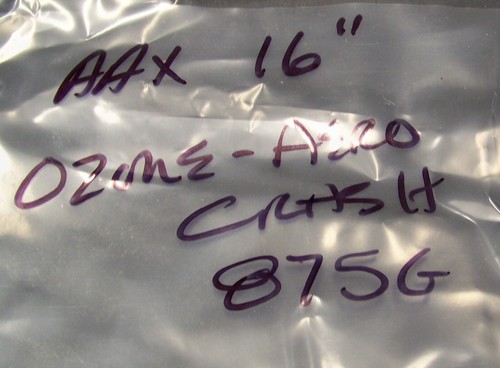 AAX 16"
OZONE-AERO
CRASH
875G